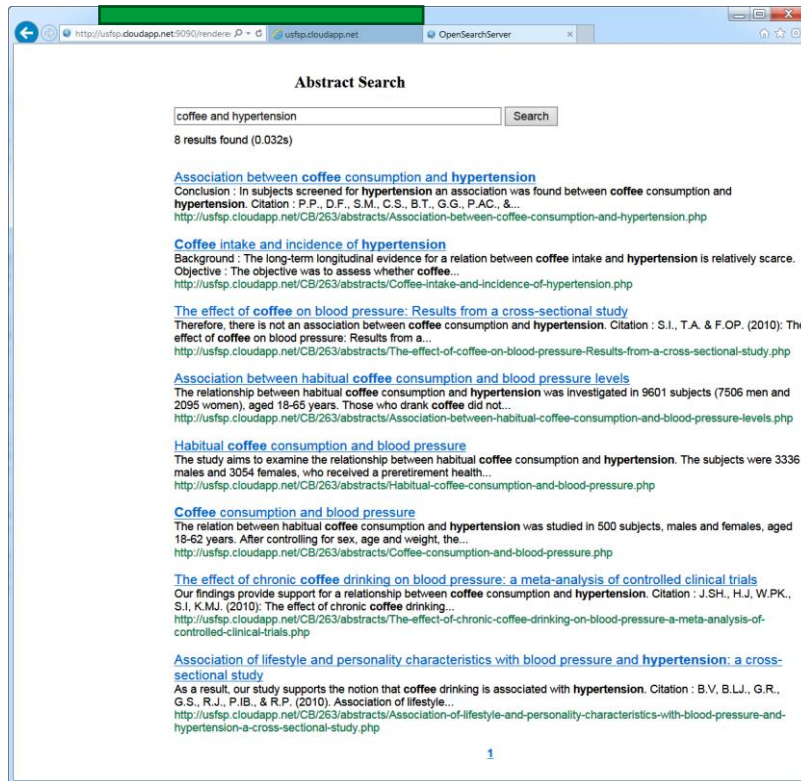 http://usfsp.cloudapp.net:9090/rendere
usfsp.cloudapp.net
OpenSearchServer
Abstract Search
coffee and hypertension
Search
8 results found (0.032s)
Association between coffee consumption and hypertension
Conclusion : In subjects screened for hypertension an association was found between coffee consumption and
hypertension. Citation : P.P., D.F., S.M., C.S., B.T., G.G., P.AC., &...
http://usfsp.cloudapp.net/CB/263/abstracts/Association-between-coffee-consumption-and-hypertension.php
Coffee intake and incidence of hypertension
Background : The long-term longitudinal evidence for a relation between coffee intake and hypertension is relatively scarce.
Objective : The objective was to assess whether coffee...
http://usfsp.cloudapp.net/CB/263/abstracts/Coffee-intake-and-incidence-of-hypertension.php
The effect of coffee on blood pressure: Results from a cross-sectional study
Therefore, there is not an association between coffee consumption and hypertension. Citation : S.I., T.A. & F.OP. (2010): The
effect of coffee on blood pressure: Results from a...
http://usfsp.cloudapp.net/CB/263/abstracts/The-effect-of-coffee-on-blood-pressure-Results-from-a-cross-sectional-study.php
Association between habitual coffee consumption and blood pressure levels
The relationship between habitual coffee consumption and hypertension was investigated in 9601 subjects (7506 men and
2095 women), aged 18-65 years. Those who drank coffee did not...
http://usfsp.cloudapp.net/CB/263/abstracts/Association-between-habitual-coffee-consumption-and-blood-pressure-levels.php
Habitual coffee consumption and blood pressure
The study aims to examine the relationship between habitual coffee consumption and hypertension. The subjects were 3336
males and 3054 females, who received a preretirement health...
http://usfsp.cloudapp.net/CB/263/abstracts/Habitual-coffee-consumption-and-blood-pressure.php
Coffee consumption and blood pressure
The relation between habitual coffee consumption and hypertension was studied in 500 subjects, males and females, aged
18-62 years. After controlling for sex, age and weight, the...
http://usfsp.cloudapp.net/CB/263/abstracts/Coffee-consumption-and-blood-pressure.php
The effect of chronic coffee drinking on blood pressure: a meta-analysis of controlled clinical trials
Our findings provide support for a relationship between coffee consumption and hypertension. Citation : J.SH., H.J, W.PK.,
S.I, K.MJ. (2010): The effect of chronic coffee drinking...
http://usfsp.cloudapp.net/CB/263/abstracts/The-effect-of-chronic-coffee-drinking-on-blood-pressure-a-meta-analysis-of-
controlled-clinical-trials.php
Association of lifestyle and personality characteristics with blood pressure and hypertension: a cross-
sectional study
As a result, our study supports the notion that coffee drinking is associated with hypertension. Citation : B.V, B.LJ., G.R.,
G.S., R.J., P.IB., & R.P. (2010). Association of lifestyle...
http://usfsp.cloudapp.net/CB/263/abstracts/Association-of-lifestyle-and-personality-characteristics-with-blood-pressure-and-
hypertension-a-cross-sectional-study.php
1